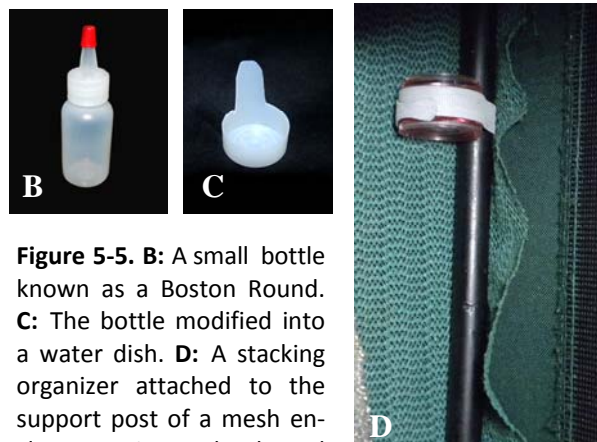 B
C
D
Figure 5-5. B: A small bottle
known as a Boston Round.
C: The bottle modified into
a water dish. D: A stacking
organizer attached to the
support post of a mesh en-